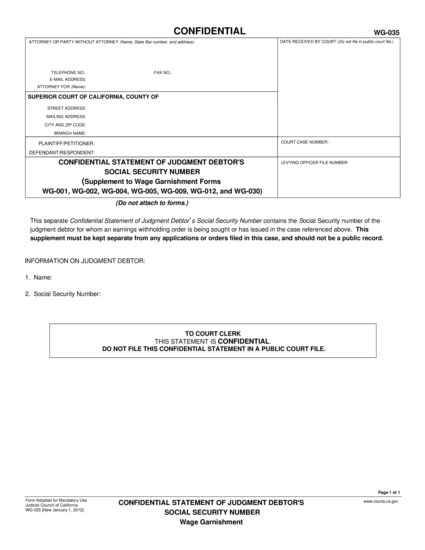 CONFIDENTIAL
WG-035
ATTORNEY OR PARTY WITHOUT ATTORNEY (Name, State Bar number, and address):
DATE RECEIVED BY COURT (Do not file in public court file.)
TELEPHONE NO.: FAX NO.:
E-MAIL ADDRESS:
ATTORNEY FOR (Name):
SUPERIOR COURT OF CALIFORNIA, COUNTY OF
STREET ADDRESS:
MAILING ADDRESS:
CITY AND ZIP CODE:
BRANCH NAME:
PLAINTIFF/PETITIONER:
DEFENDANT/RESPONDENT:
COURT CASE NUMBER:
CONFIDENTIAL STATEMENT OF JUDGMENT DEBTOR'S
SOCIAL SECURITY NUMBER
(Supplement to Wage Garnishment Forms
WG-001, WG-002, WG-004, WG-005, WG-009, WG-012, and WG-030)
LEVYING OFFICER FILE NUMBER:
(Do not attach to forms.)
This separate Confidential Statement of Judgment Debtor's Social Security Number contains the Social Security number of the
judgment debtor for whom an earnings withholding order is being sought or has issued in the case referenced above. This
supplement must be kept separate from any applications or orders filed in this case, and should not be a public record.
INFORMATION ON JUDGMENT DEBTOR:
1. Name:
2. Social Security Number:
TO COURT CLERK
THIS STATEMENT IS CONFIDENTIAL.
DO NOT FILE THIS CONFIDENTIAL STATEMENT IN A PUBLIC COURT FILE.
Page 1 of 1
Form Adopted for Mandatory Use
Judicial Council of California
WG-035 [New January 1, 2012]
CONFIDENTIAL STATEMENT OF JUDGMENT DEBTOR'S
SOCIAL SECURITY NUMBER
Wage Garnishment
www.courts.ca.gov